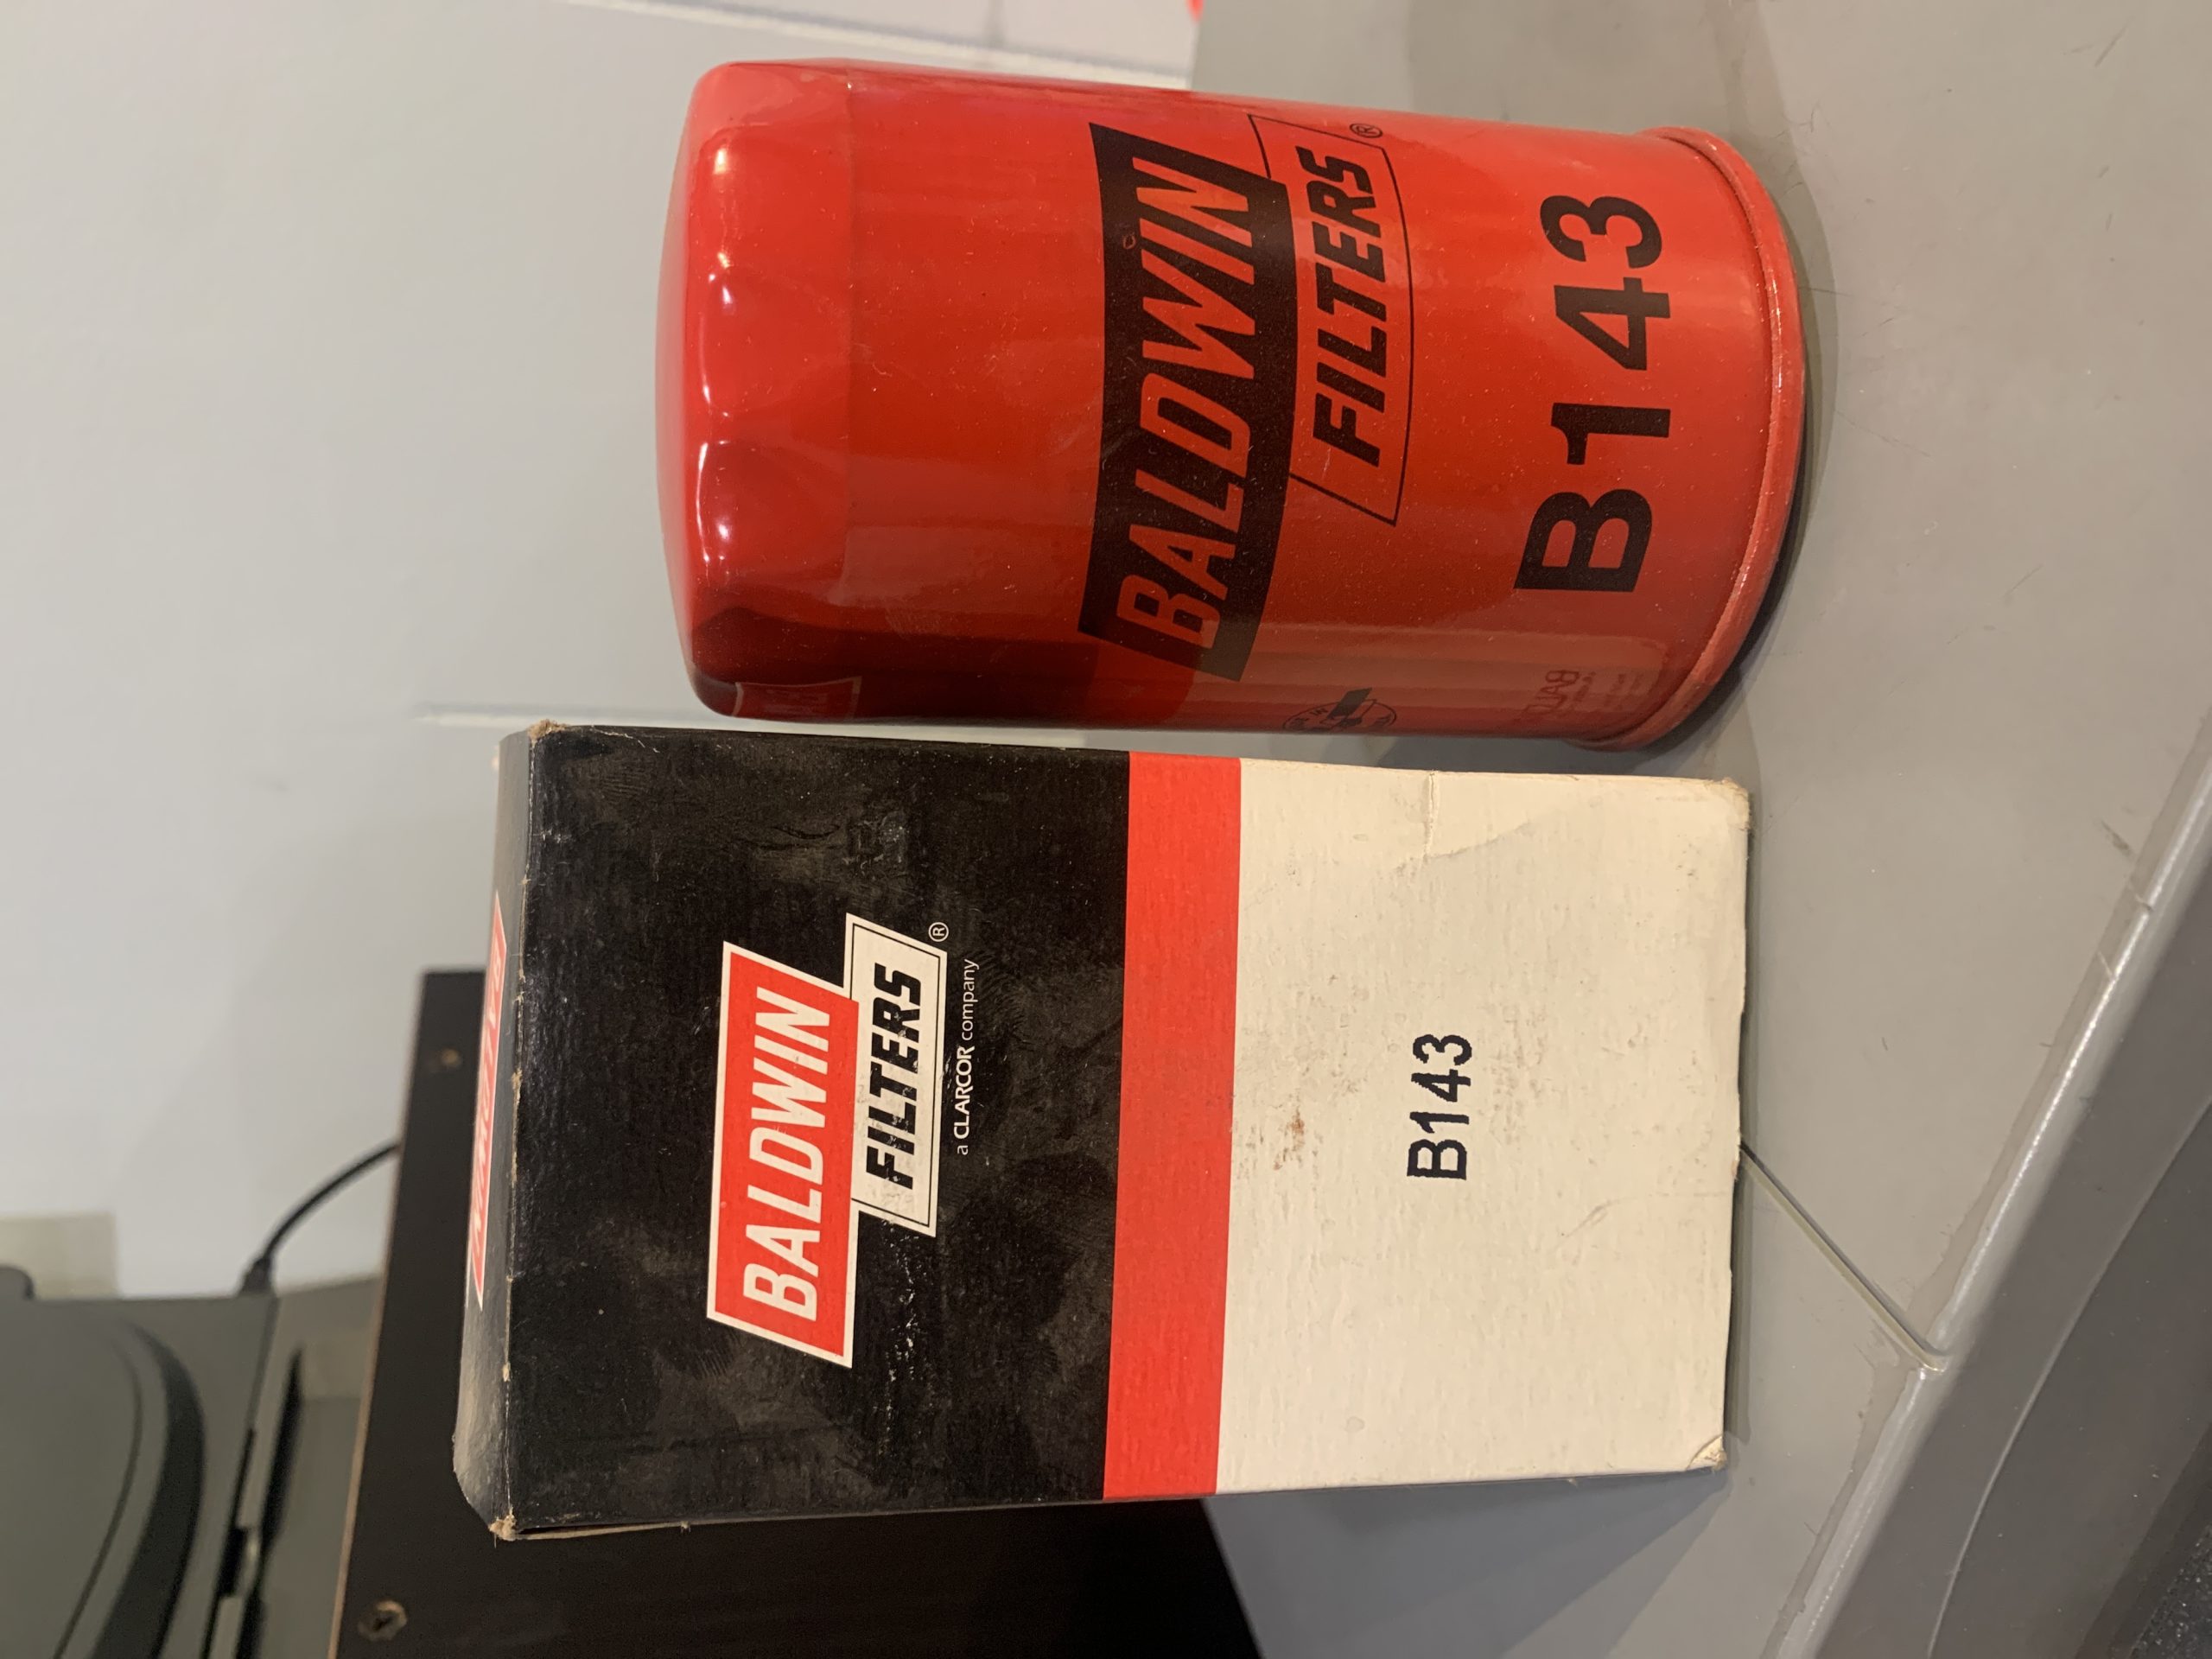 BALDWIN
FILTERS®
a CLARCOR company
B143
BALDWIN
FILTERS®
B143